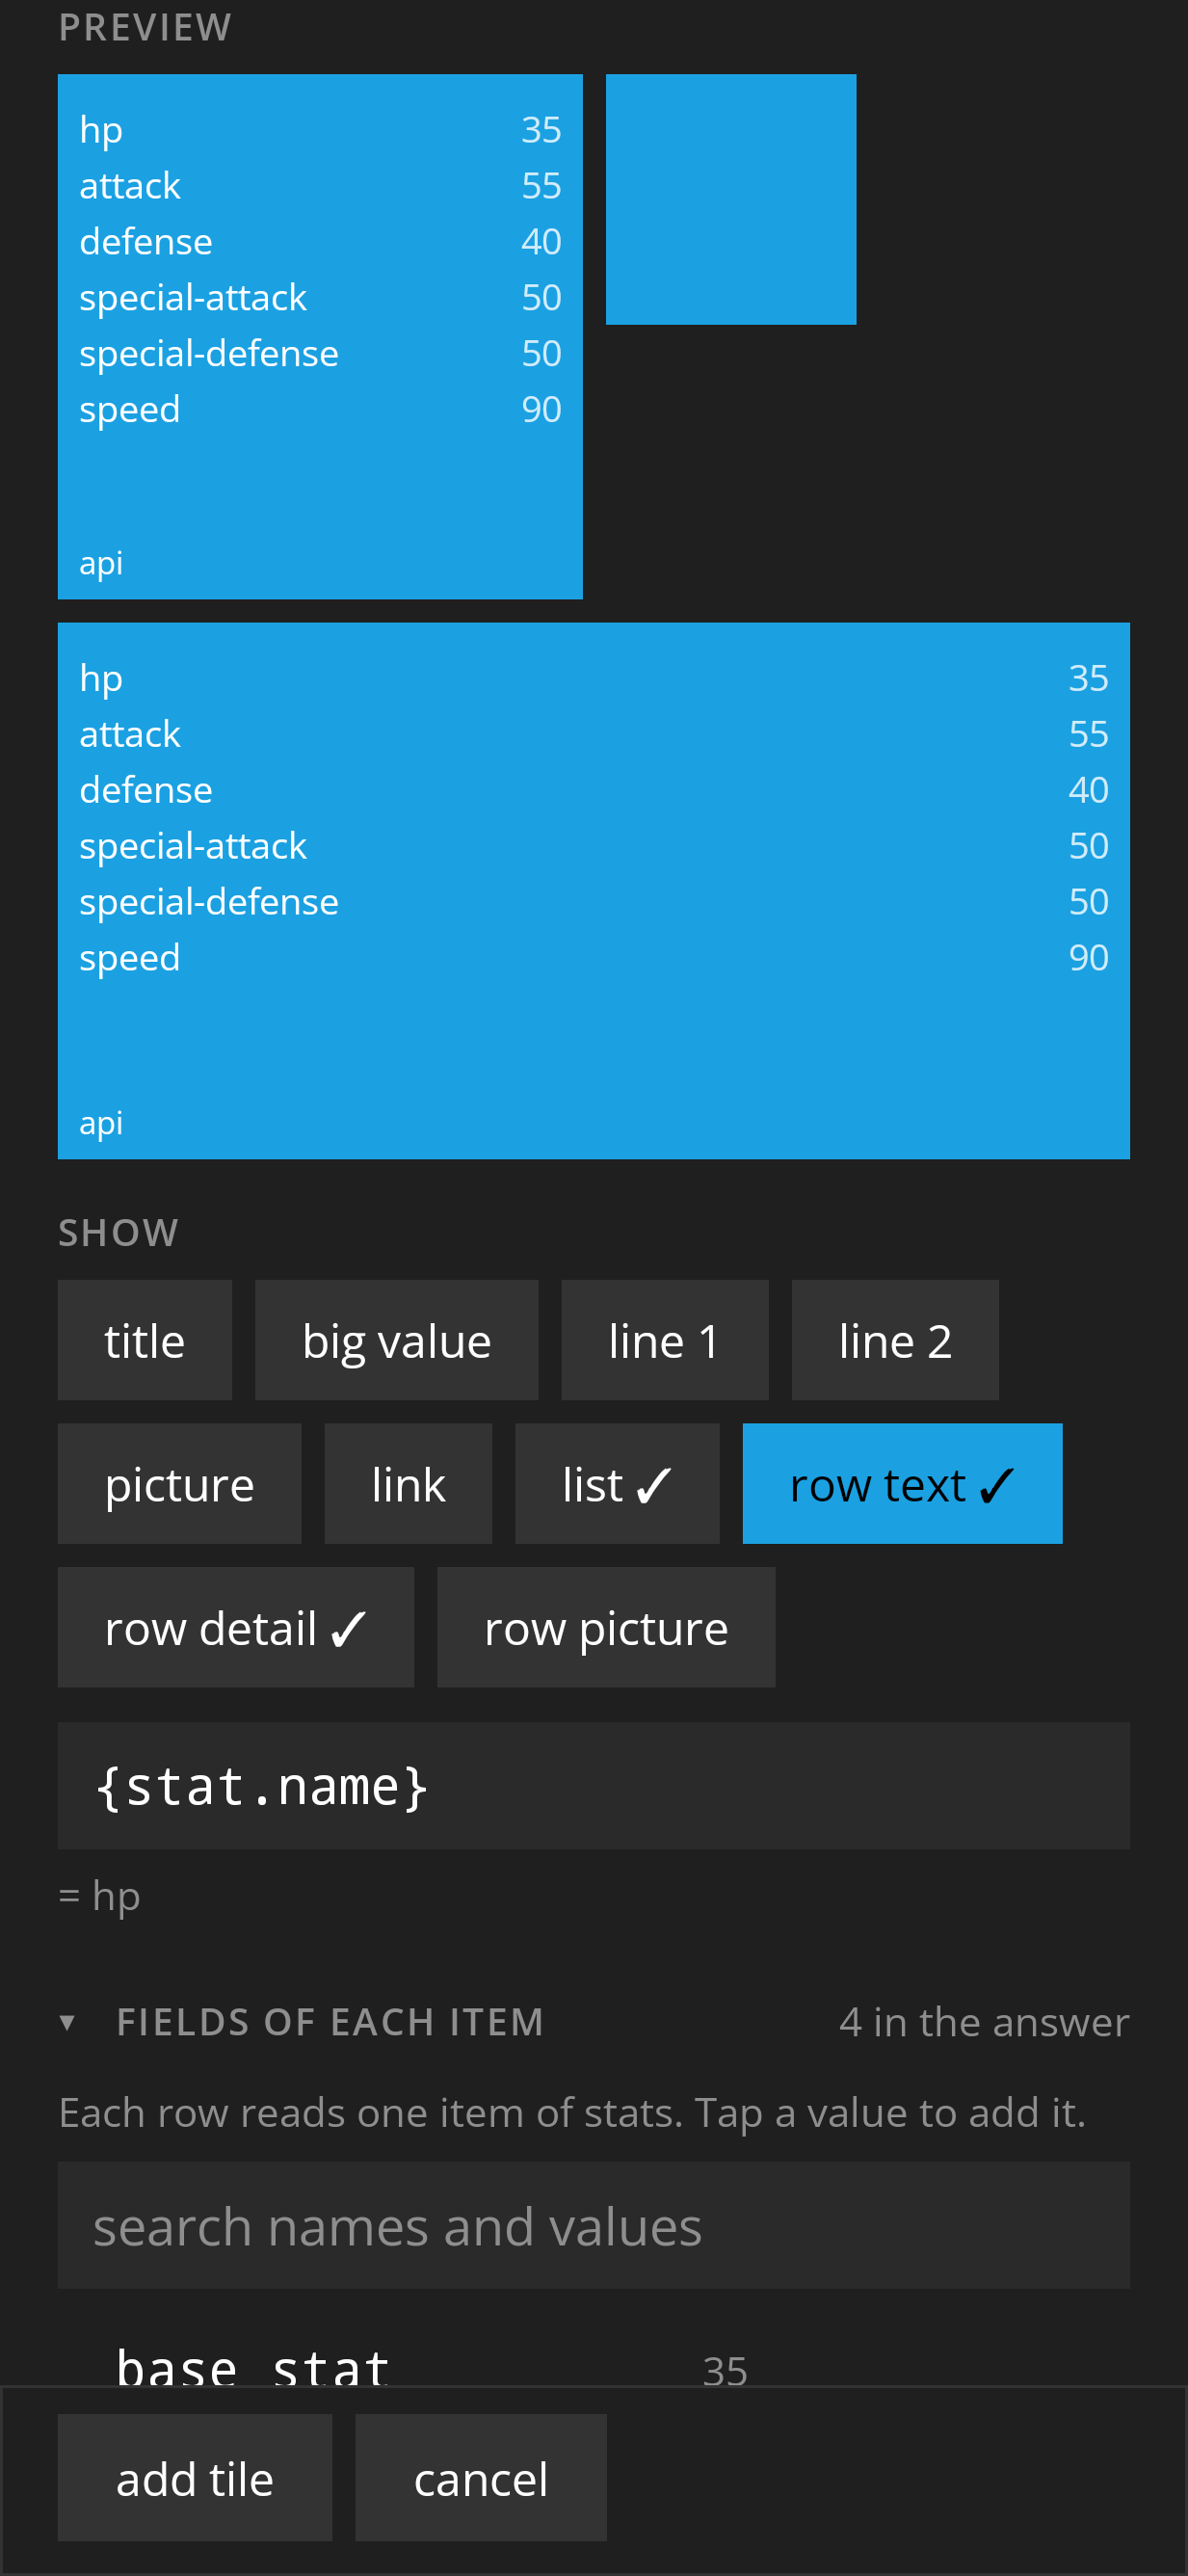 PREVIEW
hp 35
attack 55
defense 40
special-attack 50
special-defense 50
speed 90
api
hp 35
attack 55
defense 40
special-attack 50
special-defense 50
speed 90
api
SHOW
title big value line 1 line 2
picture link list ✓ row text ✓
row detail ✓ row picture
{stat.name}
= hp
▼ FIELDS OF EACH ITEM 4 in the answer
Each row reads one item of stats. Tap a value to add it.
search names and values
base_stat 35
add tile cancel